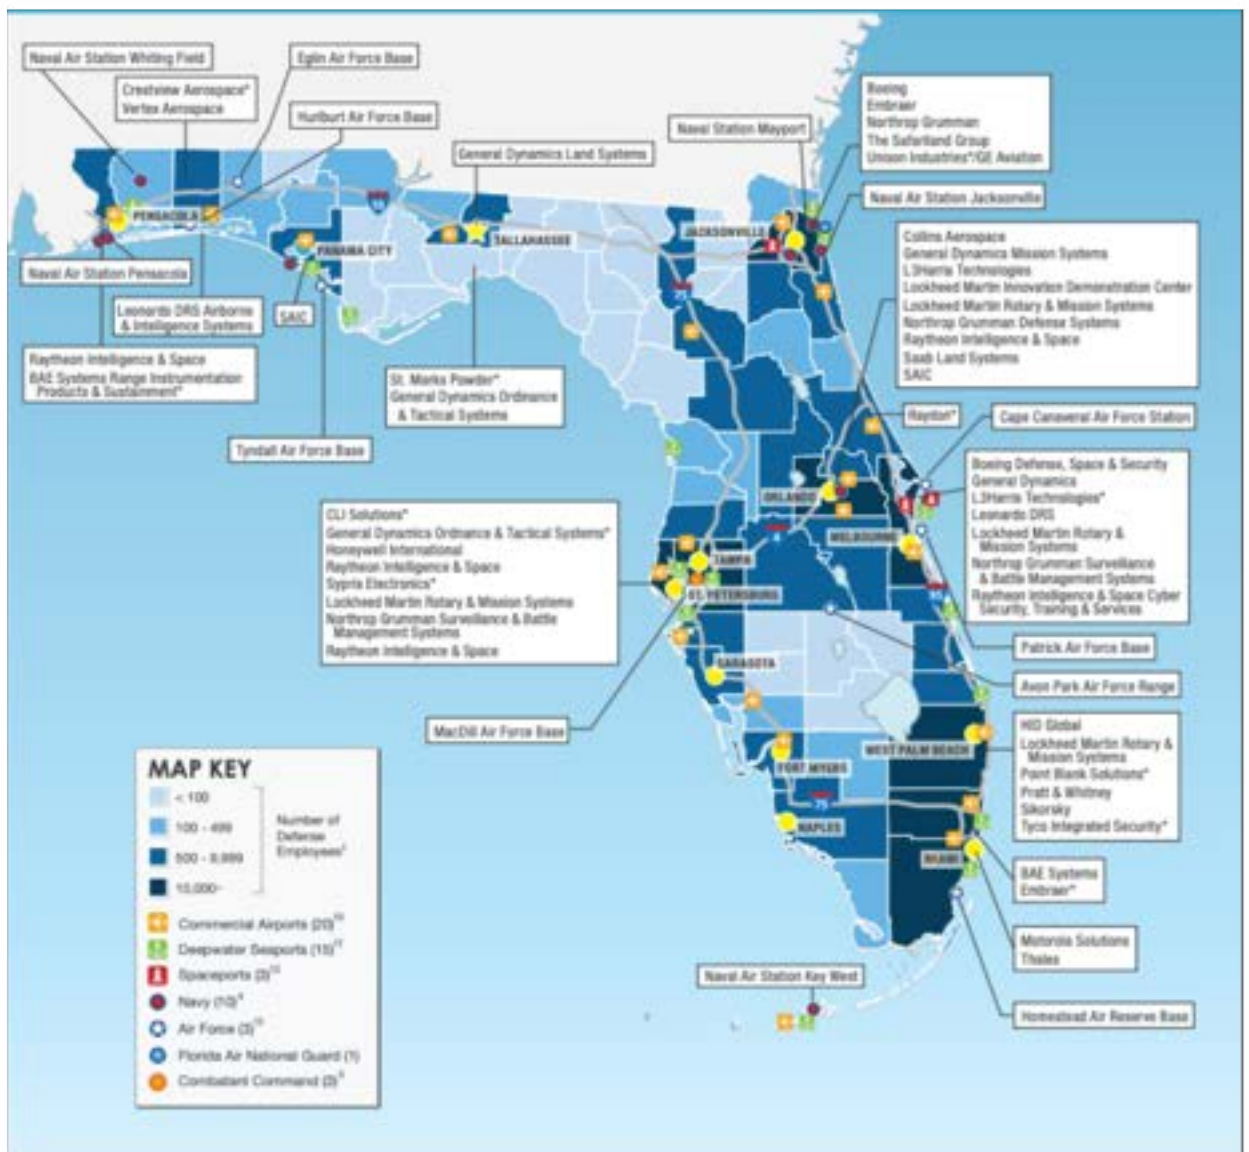 Naval Air Station Whiting Field
Eglin Air Force Base
Crestview Aerospace*
Vertex Aerospace
Hurlburt Air Force Base
General Dynamics Land Systems
Naval Station Mayport
Boeing
Embraer
Northrop Grumman
The Safariland Group
Unison Industries*/GE Aviation
Naval Air Station Jacksonville
PENSACOLA
PANAMA CITY
TALLAHASSEE
JACKSONVILLE
Naval Air Station Pensacola
Leonardo DRS Airborne
& Intelligence Systems
SAIC
Raytheon Intelligence & Space
BAE Systems Range Instrumentation
Products & Sustainment*
Tyndall Air Force Base
St. Marks Powder*
General Dynamics Ordinance
& Tactical Systems
Collins Aerospace
General Dynamics Mission Systems
L3Harris Technologies
Lockheed Martin Innovation Demonstration Center
Lockheed Martin Rotary & Mission Systems
Northrop Grumman Defense Systems
Raytheon Intelligence & Space
Saab Land Systems
SAIC
Raydon*
Cape Canaveral Air Force Station
Boeing Defense, Space & Security
General Dynamics
L3Harris Technologies*
Leonardo DRS
Lockheed Martin Rotary &
Mission Systems
Northrop Grumman Surveillance
& Battle Management Systems
Raytheon Intelligence & Space Cyber
Security, Training & Services
ORLANDO
MELBOURNE
TAMPA
ST. PETERSBURG
SARASOTA
CLI Solutions*
General Dynamics Ordnance & Tactical Systems*
Honeywell International
Raytheon Intelligence & Space
Sypris Electronics*
Lockheed Martin Rotary & Mission Systems
Northrop Grumman Surveillance & Battle
Management Systems
Raytheon Intelligence & Space
MacDill Air Force Base
Patrick Air Force Base
Avon Park Air Force Range
WEST PALM BEACH
FORT MYERS
75
NAPLES
MIAMI
HID Global
Lockheed Martin Rotary &
Mission Systems
Point Blank Solutions*
Pratt & Whitney
Sikorsky
Tyco Integrated Security*
BAE Systems
Embraer*
Motorola Solutions
Thales
Homestead Air Reserve Base
Naval Air Station Key West
MAP KEY
< 100
100 - 499
500 - 9,999
10,000+
Number of
Defense
Employees
Commercial Airports (20)
Deepwater Seaports (15)
Spaceports (3)
Navy (10)
Air Force (3)
Florida Air National Guard (1)
Combatant Command (3)